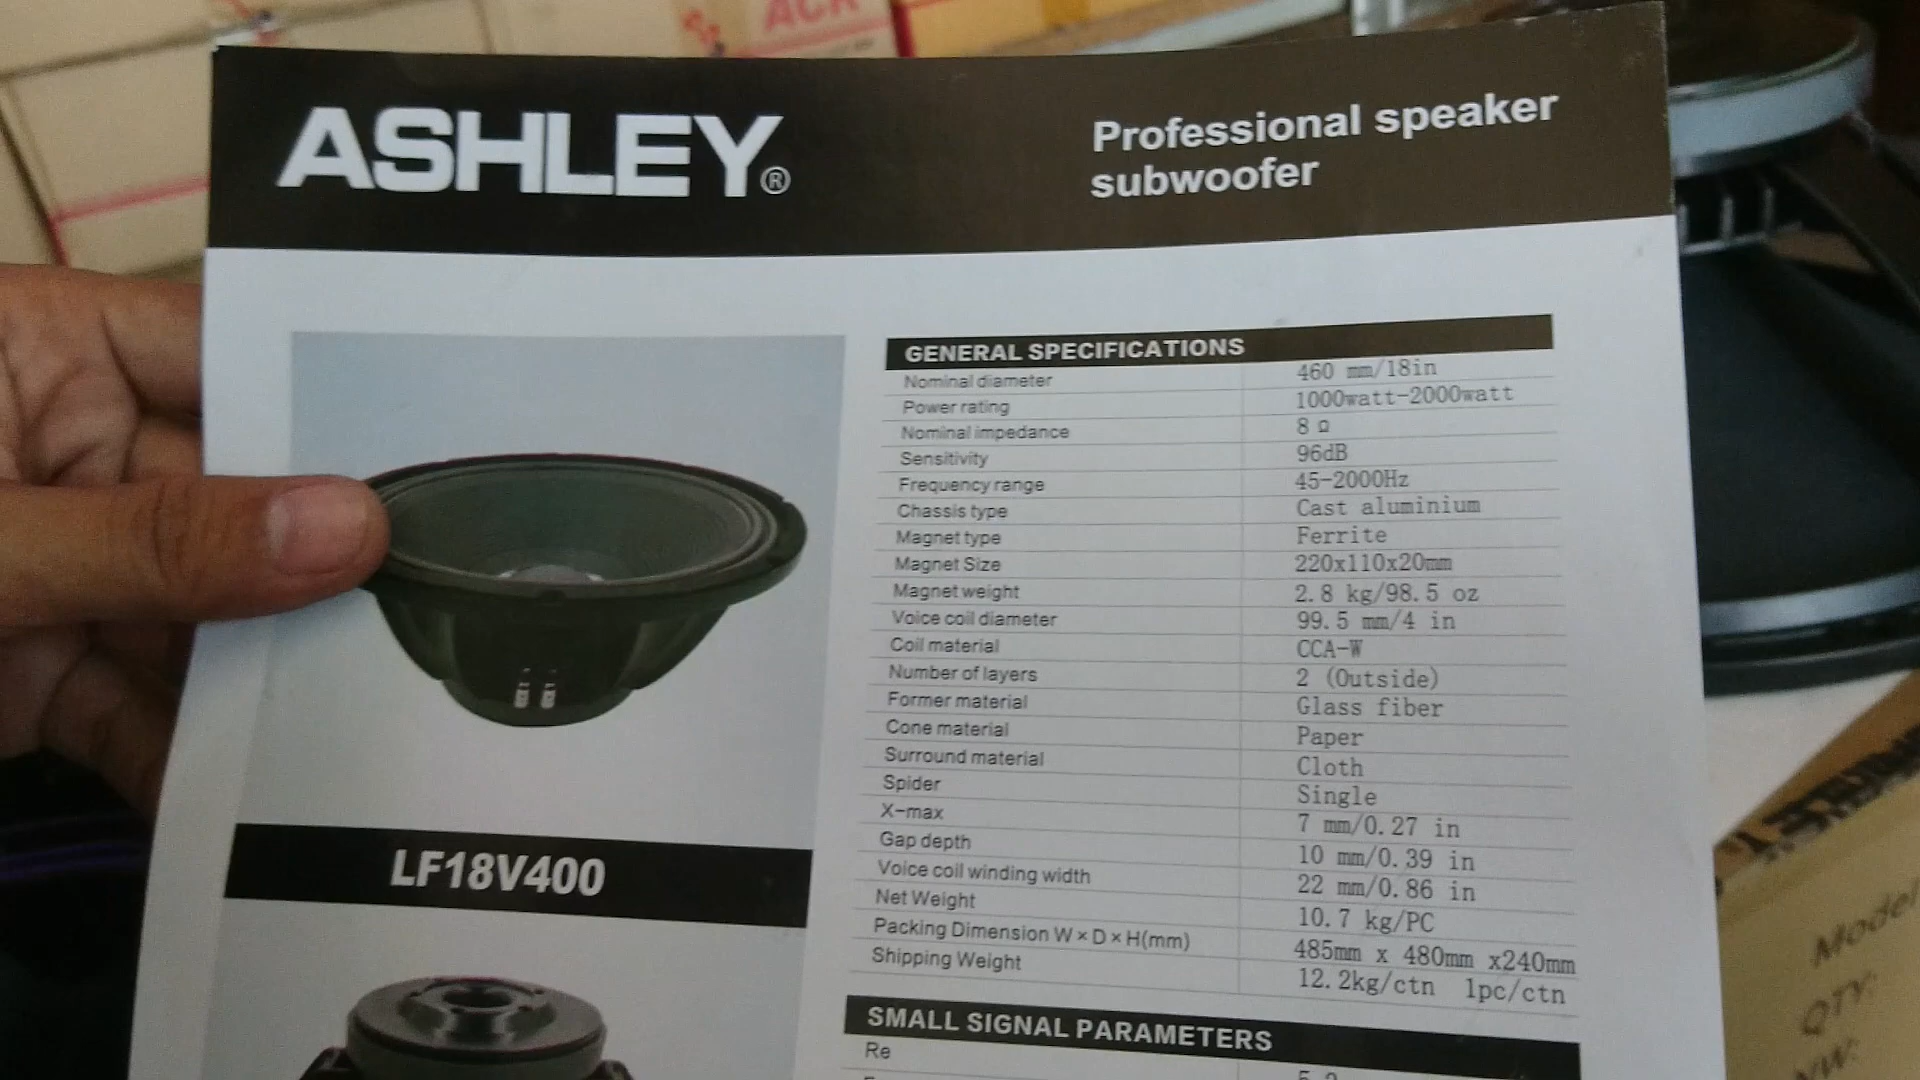 ACR
ASHLEY®
Professional speaker
subwoofer
GENERAL SPECIFICATIONS
Nominal diameter 460 mm/18in
Power rating 1000watt-2000watt
Nominal impedance 8 Ω
Sensitivity 96dB
Frequency range 45-2000Hz
Chassis type Cast aluminium
Magnet type Ferrite
Magnet Size 220x110x20mm
Magnet weight 2.8 kg/98.5 oz
Voice coil diameter 99.5 mm/4 in
Coil material CCA-W
Number of layers 2 (Outside)
Former material Glass fiber
Cone material Paper
Surround material Cloth
Spider Single
X-max 7 mm/0.27 in
Gap depth 10 mm/0.39 in
Voice coil winding width 22 mm/0.86 in
Net Weight 10.7 kg/PC
Packing Dimension W×D×H(mm) 485mm x 480mm x240mm
Shipping Weight 12.2kg/ctn 1pc/ctn
SMALL SIGNAL PARAMETERS
Re
LF18V400
Model
QTY: